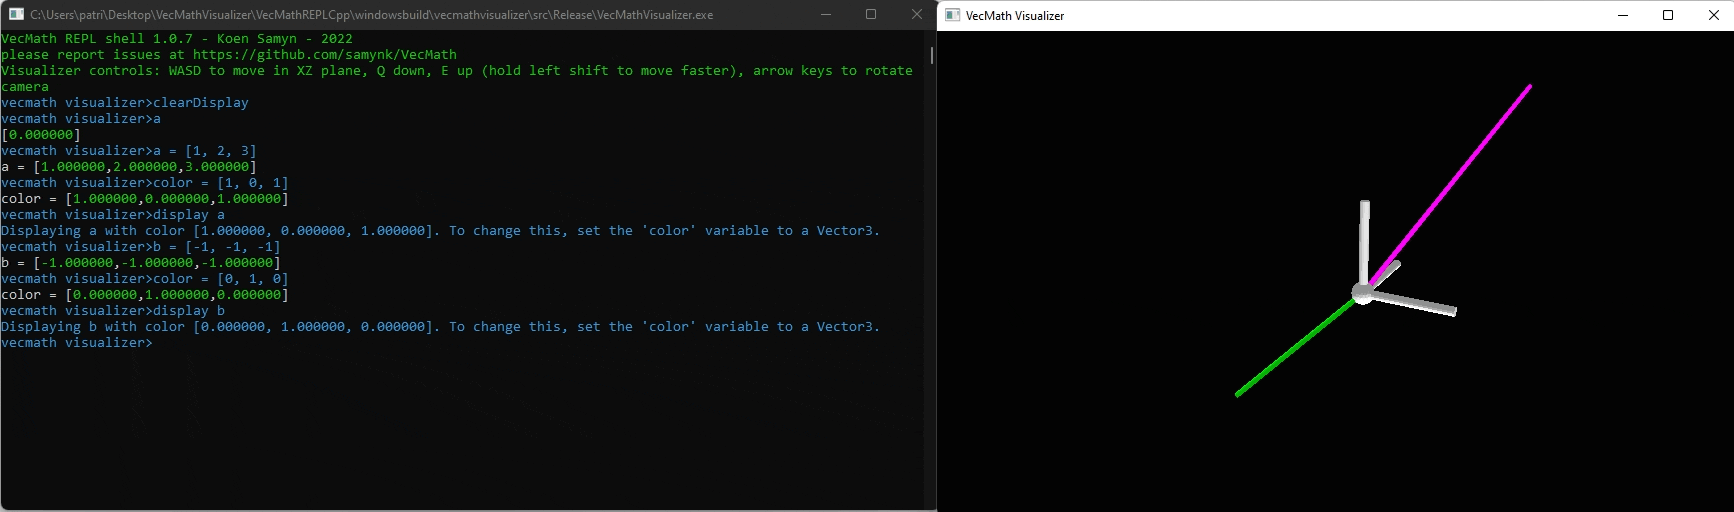 C:\Users\patri\Desktop\VecMathVisualizer\VecMathREPLCpp\windowsbuild\vecmathvisualizer\src\Release\VecMathVisualizer.exe
VecMath REPL shell 1.0.7 - Koen Samyn - 2022
please report issues at https://github.com/samynk/VecMath
Visualizer controls: WASD to move in XZ plane, Q down, E up (hold left shift to move faster), arrow keys to rotate
camera
vecmath visualizer>clearDisplay
vecmath visualizer>a
[0.000000]
vecmath visualizer>a = [1, 2, 3]
a = [1.000000,2.000000,3.000000]
vecmath visualizer>color = [1, 0, 1]
color = [1.000000,0.000000,1.000000]
vecmath visualizer>display a
Displaying a with color [1.000000, 0.000000, 1.000000]. To change this, set the 'color' variable to a Vector3.
vecmath visualizer>b = [-1, -1, -1]
b = [-1.000000,-1.000000,-1.000000]
vecmath visualizer>color = [0, 1, 0]
color = [0.000000,1.000000,0.000000]
vecmath visualizer>display b
Displaying b with color [0.000000, 1.000000, 0.000000]. To change this, set the 'color' variable to a Vector3.
vecmath visualizer>
VecMath Visualizer